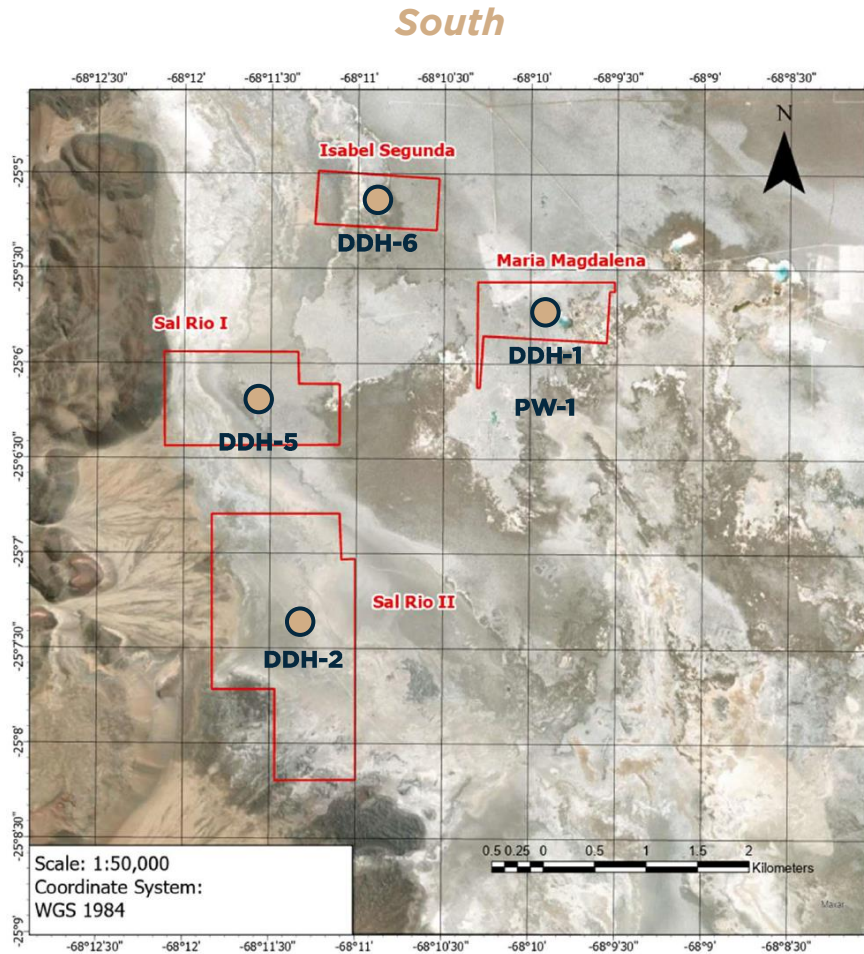 South
-68°12'30" -68°12' -68°11'30" -68°11' -68°10'30" -68°10' -68°9'30" -68°9' -68°8'30"
N
-25°5'
Isabel Segunda
DDH-6
-25°5'30"
Maria Magdalena
Sal Rio I
DDH-1
-25°6'
PW-1
DDH-5
-25°6'30"
-25°7'
Sal Rio II
-25°7'30"
DDH-2
-25°8'
-25°8'30"
0.5 0.25 0 0.5 1 1.5 2
Kilometers
Scale: 1:50,000
Coordinate System:
WGS 1984
Maxar
-25°9'
-68°12'30" -68°12' -68°11'30" -68°11' -68°10'30" -68°10' -68°9'30" -68°9' -68°8'30"